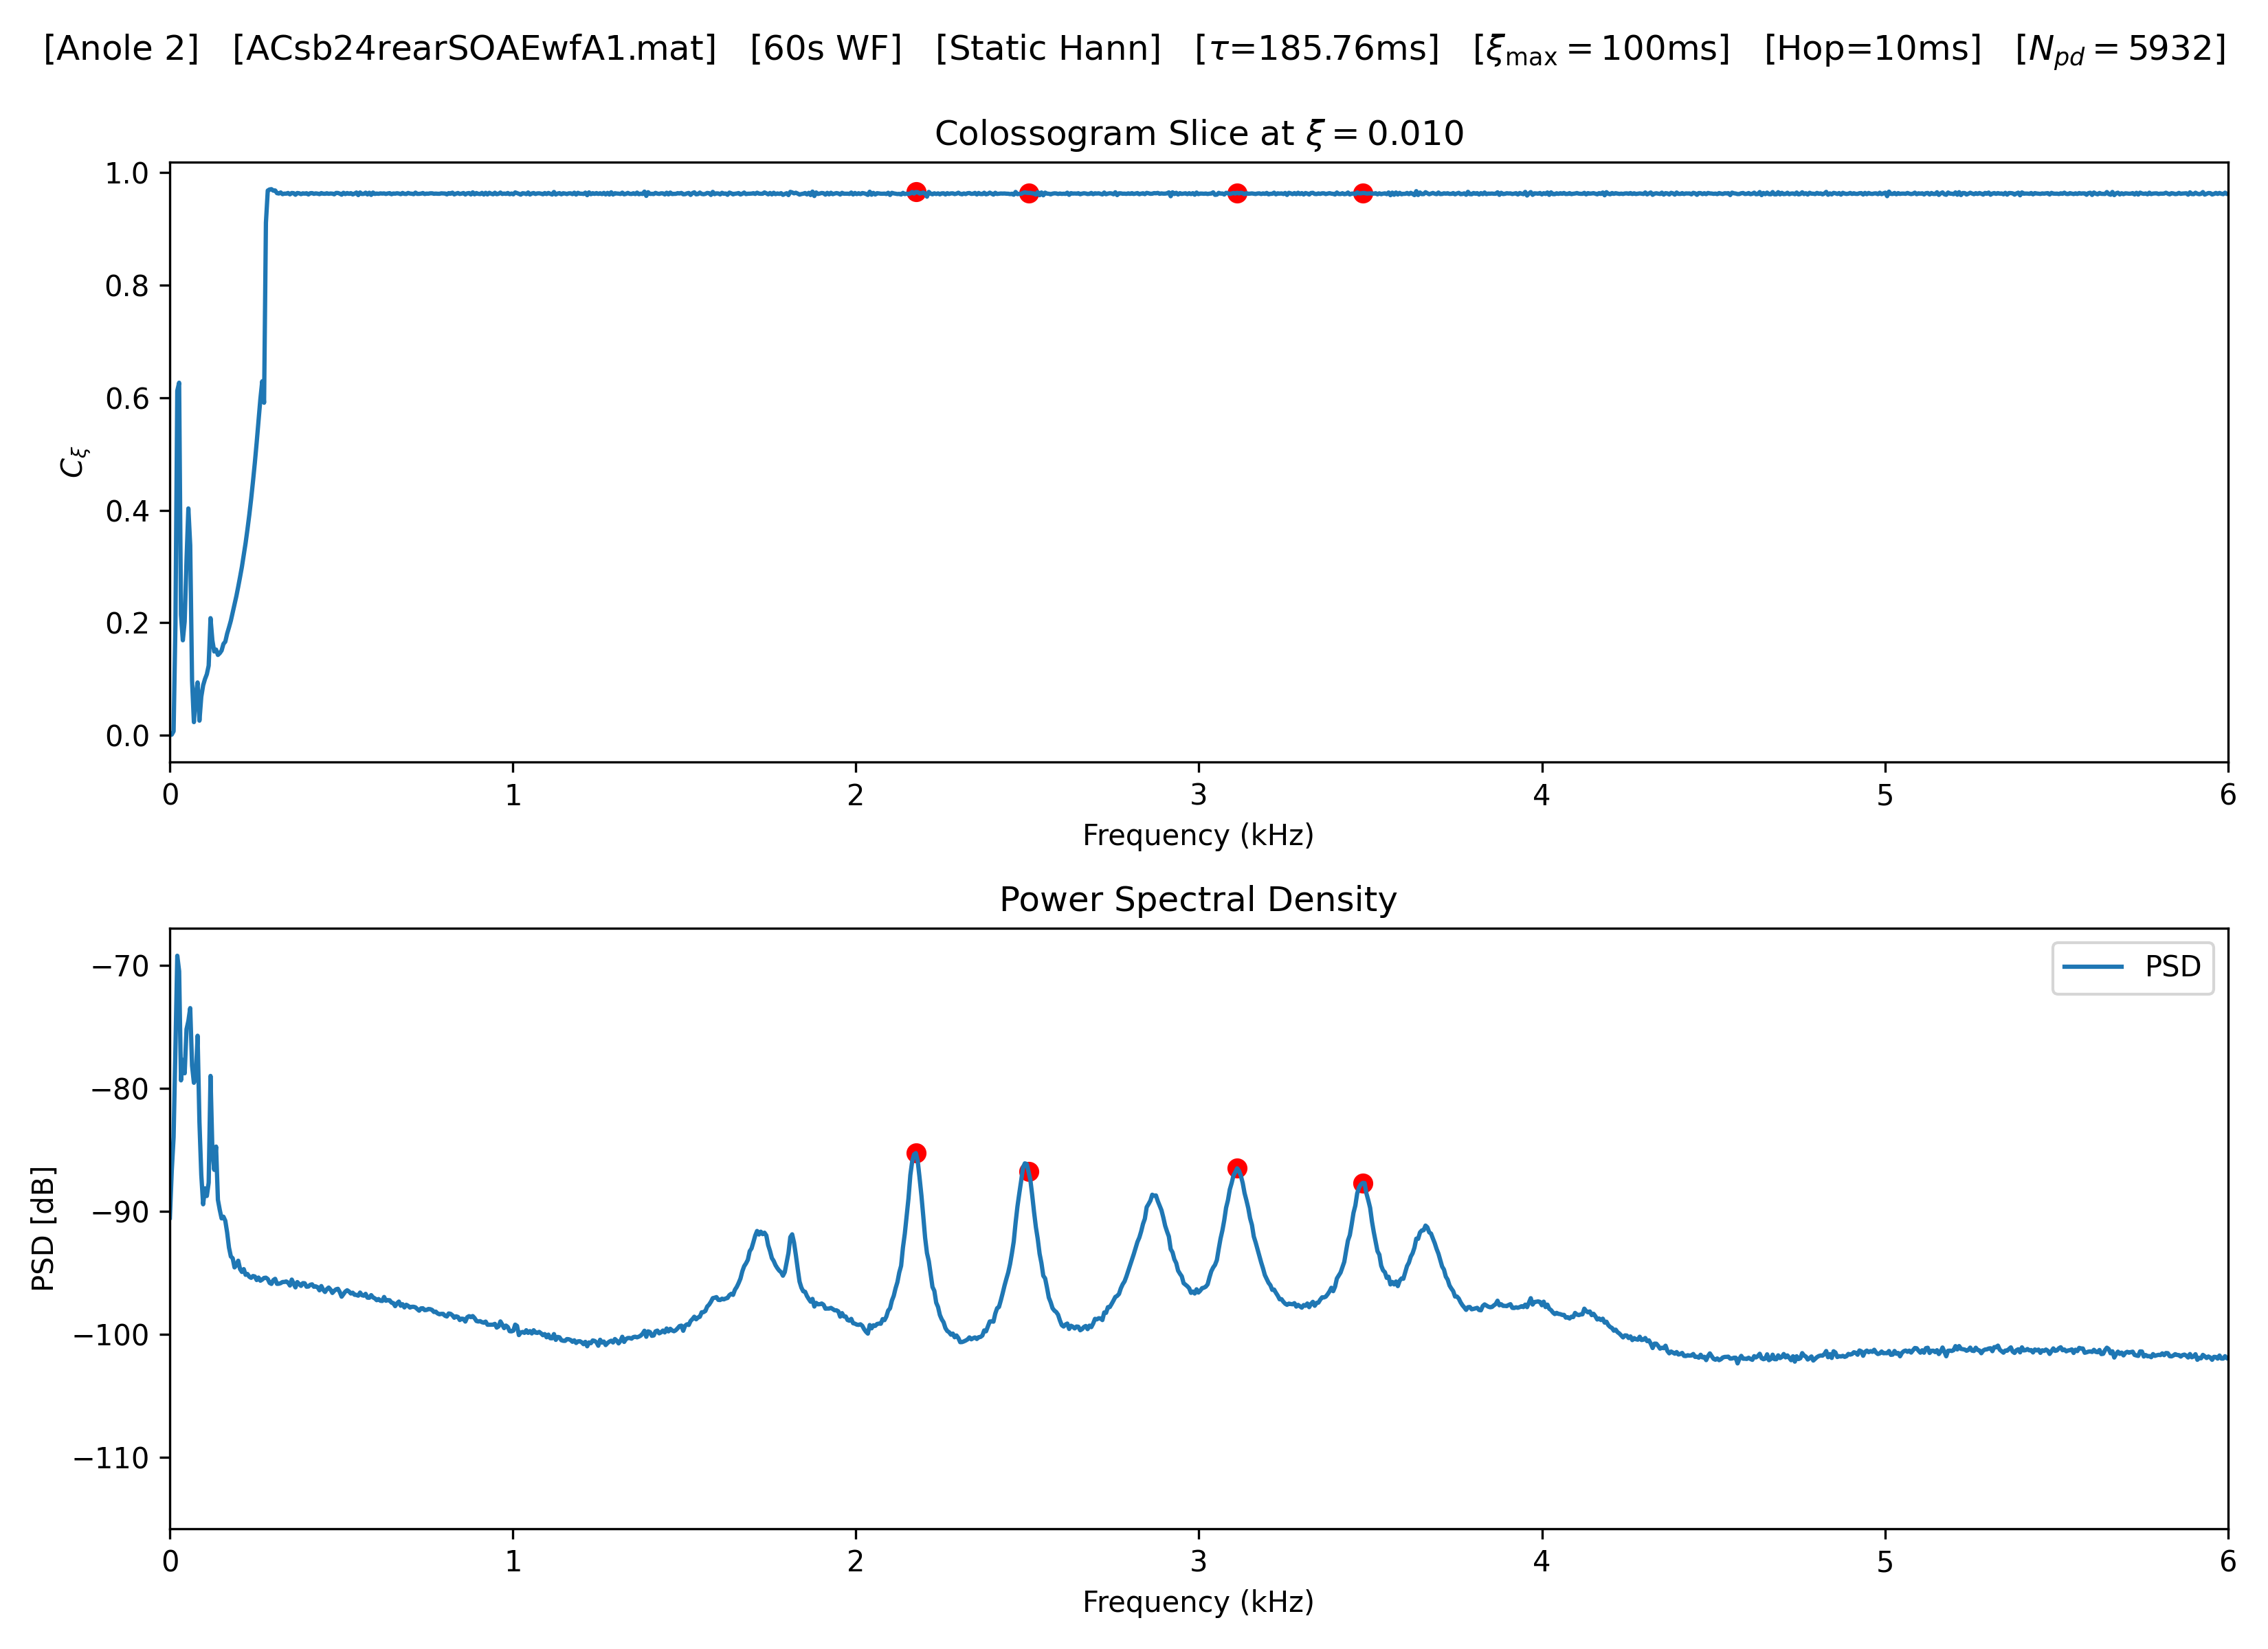 [Anole 2] [ACsb24rearSOAEwfA1.mat] [60s WF] [Static Hann] [τ=185.76ms] [ξmax = 100ms] [Hop=10ms] [Npd = 5932]
Colossogram Slice at ξ = 0.010
1.0
0.8
0.6
0.4
0.2
0.0
Cξ
0 1 2 3 4 5 6
Frequency (kHz)
Power Spectral Density
PSD
−70
−80
−90
−100
−110
PSD [dB]
0 1 2 3 4 5 6
Frequency (kHz)